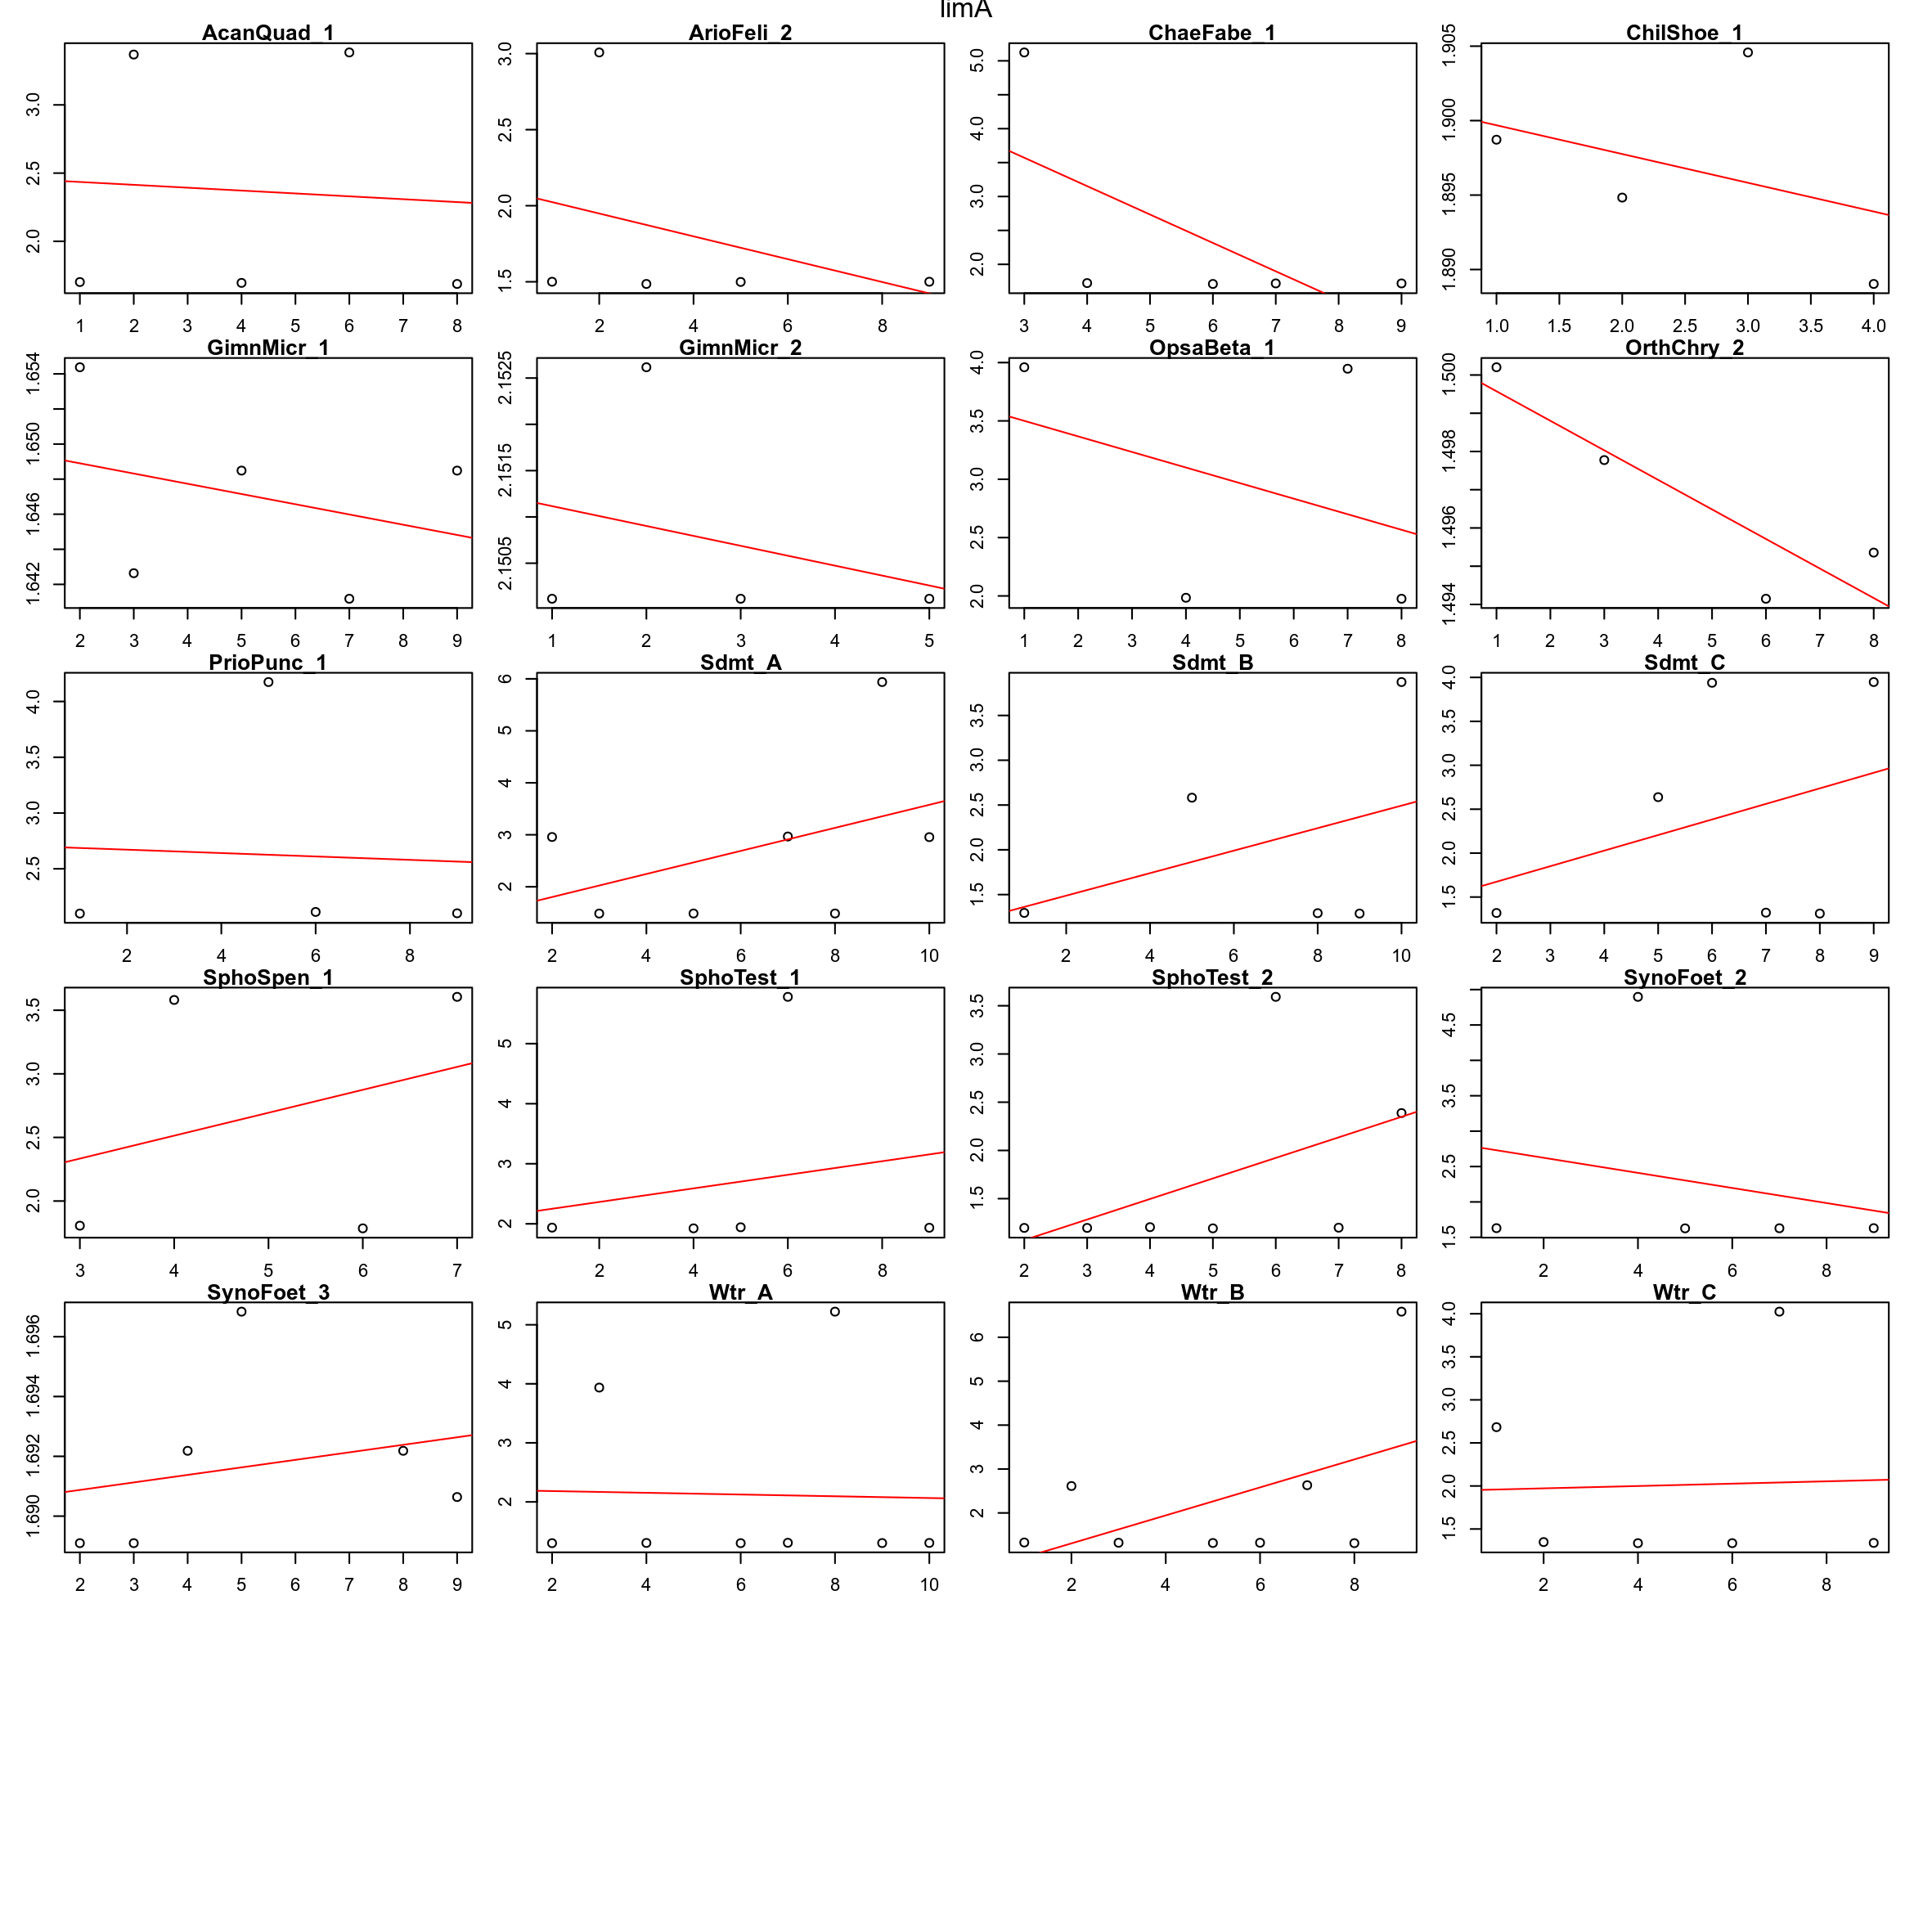 limA
AcanQuad_1 ArioFeli_2 ChaeFabe_1 ChilShoe_1
2.0 2.5 3.0
1 2 3 4 5 6 7 8
1.5 2.0 2.5 3.0
2 4 6 8
2.0 3.0 4.0 5.0
3 4 5 6 7 8 9
1.890 1.895 1.900 1.905
1.0 1.5 2.0 2.5 3.0 3.5 4.0
GimnMicr_1 GimnMicr_2 OpsaBeta_1 OrthChry_2
1.642 1.646 1.650 1.654
2 3 4 5 6 7 8 9
2.1505 2.1515 2.1525
1 2 3 4 5
2.0 2.5 3.0 3.5 4.0
1 2 3 4 5 6 7 8
1.494 1.496 1.498 1.500
1 2 3 4 5 6 7 8
PrioPunc_1 Sdmt_A Sdmt_B Sdmt_C
2.5 3.0 3.5 4.0
2 4 6 8
2 3 4 5 6
2 4 6 8 10
1.5 2.0 2.5 3.0 3.5
2 4 6 8 10
1.5 2.0 2.5 3.0 3.5 4.0
2 3 4 5 6 7 8 9
SphoSpen_1 SphoTest_1 SphoTest_2 SynoFoet_2
2.0 2.5 3.0 3.5
3 4 5 6 7
2 3 4 5
2 4 6 8
1.5 2.0 2.5 3.0 3.5
2 3 4 5 6 7 8
1.5 2.5 3.5 4.5
2 4 6 8
SynoFoet_3 Wtr_A Wtr_B Wtr_C
1.690 1.692 1.694 1.696
2 3 4 5 6 7 8 9
2 3 4 5
2 4 6 8 10
2 3 4 5 6
2 4 6 8
1.5 2.0 2.5 3.0 3.5 4.0
2 4 6 8